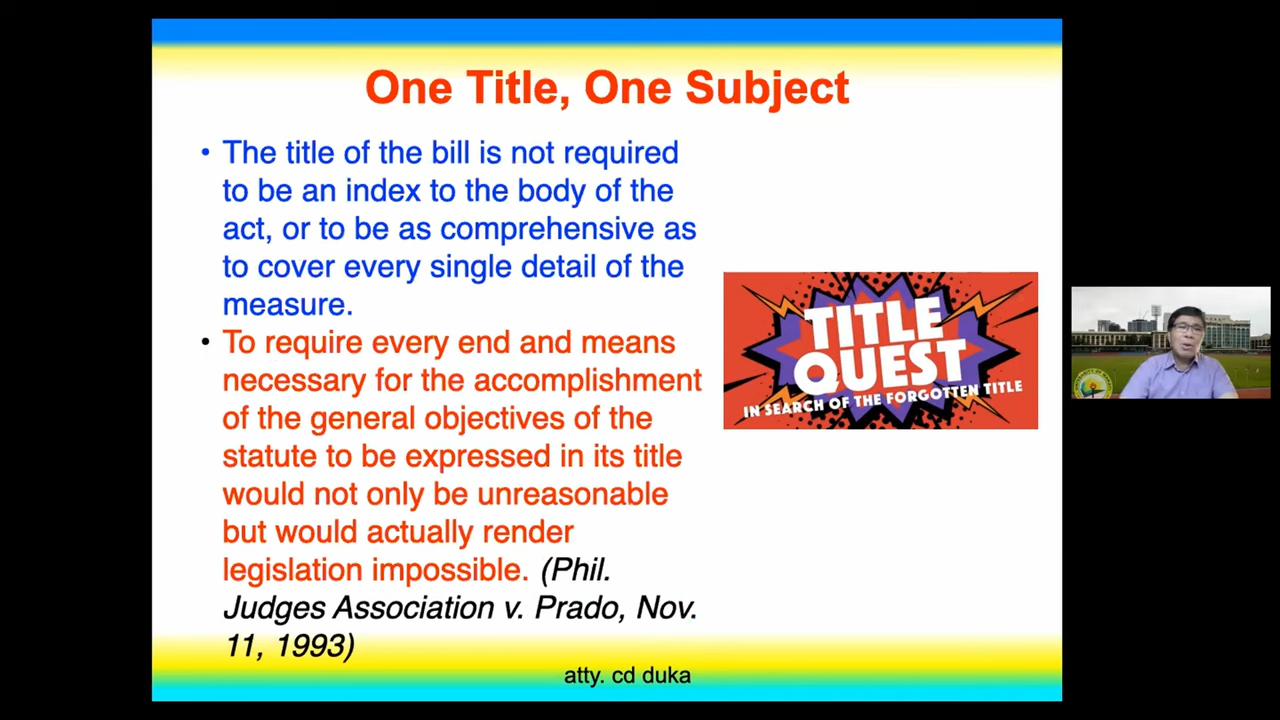 One Title, One Subject
• The title of the bill is not required
to be an index to the body of the
act, or to be as comprehensive as
to cover every single detail of the
measure.
• To require every end and means
necessary for the accomplishment
of the general objectives of the
statute to be expressed in its title
would not only be unreasonable
but would actually render
legislation impossible. (Phil.
Judges Association v. Prado, Nov.
11, 1993)
TITLE
QUEST
IN SEARCH OF THE FORGOTTEN TITLE
atty. cd duka